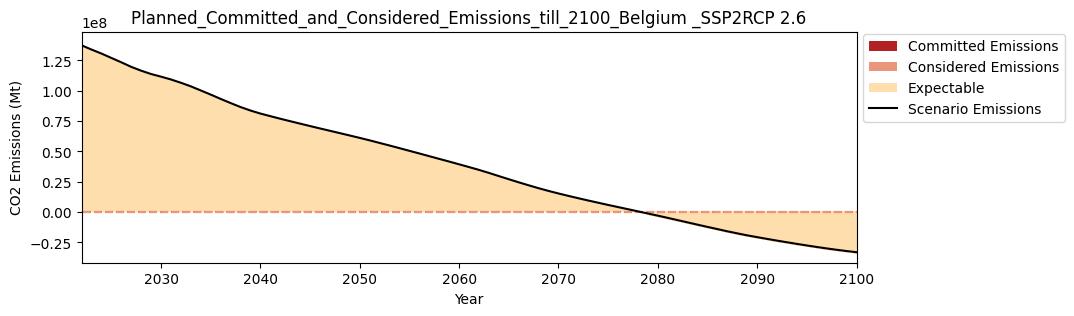 Planned_Committed_and_Considered_Emissions_till_2100_Belgium _SSP2RCP 2.6
1e8
1.25
1.00
0.75
0.50
0.25
0.00
−0.25
CO2 Emissions (Mt)
2030 2040 2050 2060 2070 2080 2090 2100
Year
Committed Emissions
Considered Emissions
Expectable
Scenario Emissions